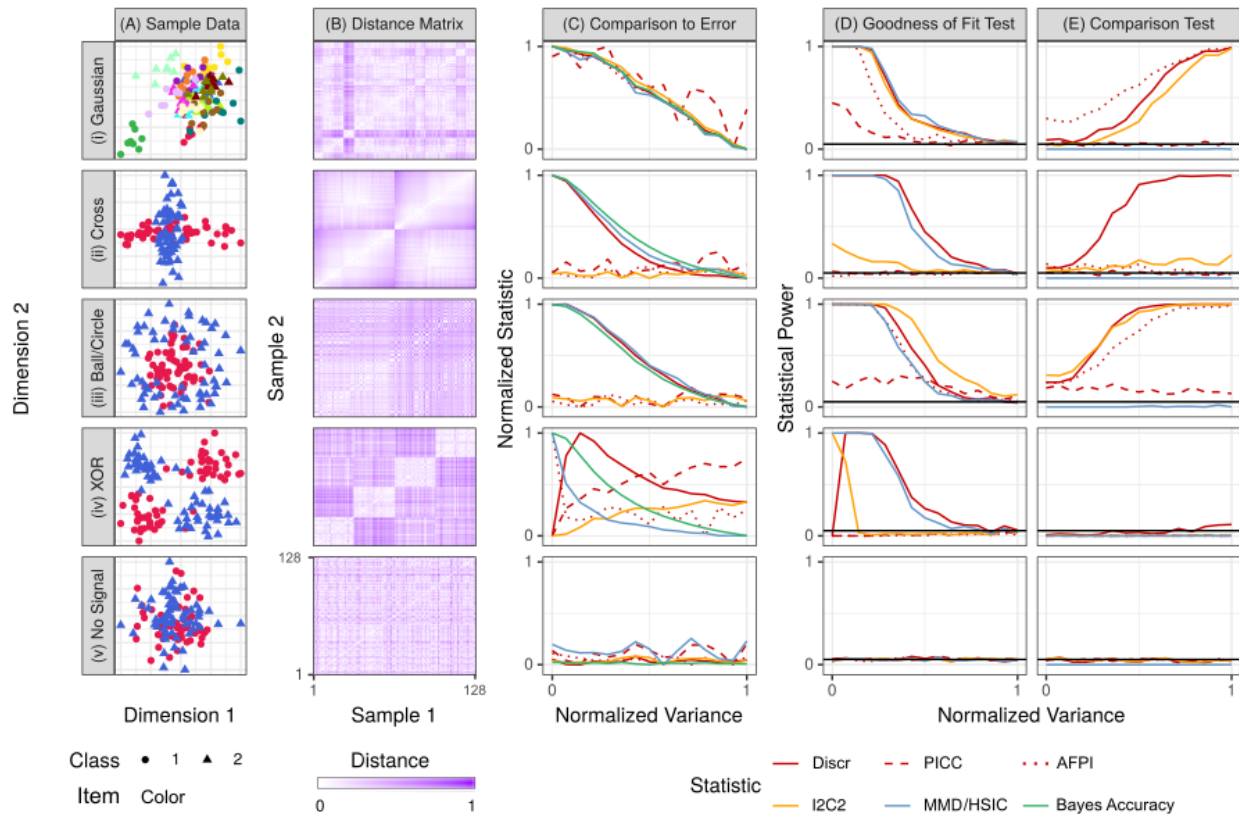 (A) Sample Data
(B) Distance Matrix
(C) Comparison to Error
(D) Goodness of Fit Test
(E) Comparison Test
(i) Gaussian
1
0
1
0
(ii) Cross
1
0
1
0
(iii) Ball/Circle
1
0
1
0
(iv) XOR
1
0
1
0
(v) No Signal
128
1
1
0
1
0
1
128
0
1
0
1
0
1
Dimension 2
Sample 2
Normalized Statistic
Statistical Power
Dimension 1
Sample 1
Normalized Variance
Normalized Variance
Class 1 2
Item Color
Distance
0 1
Statistic
Discr PICC AFPI
I2C2 MMD/HSIC Bayes Accuracy